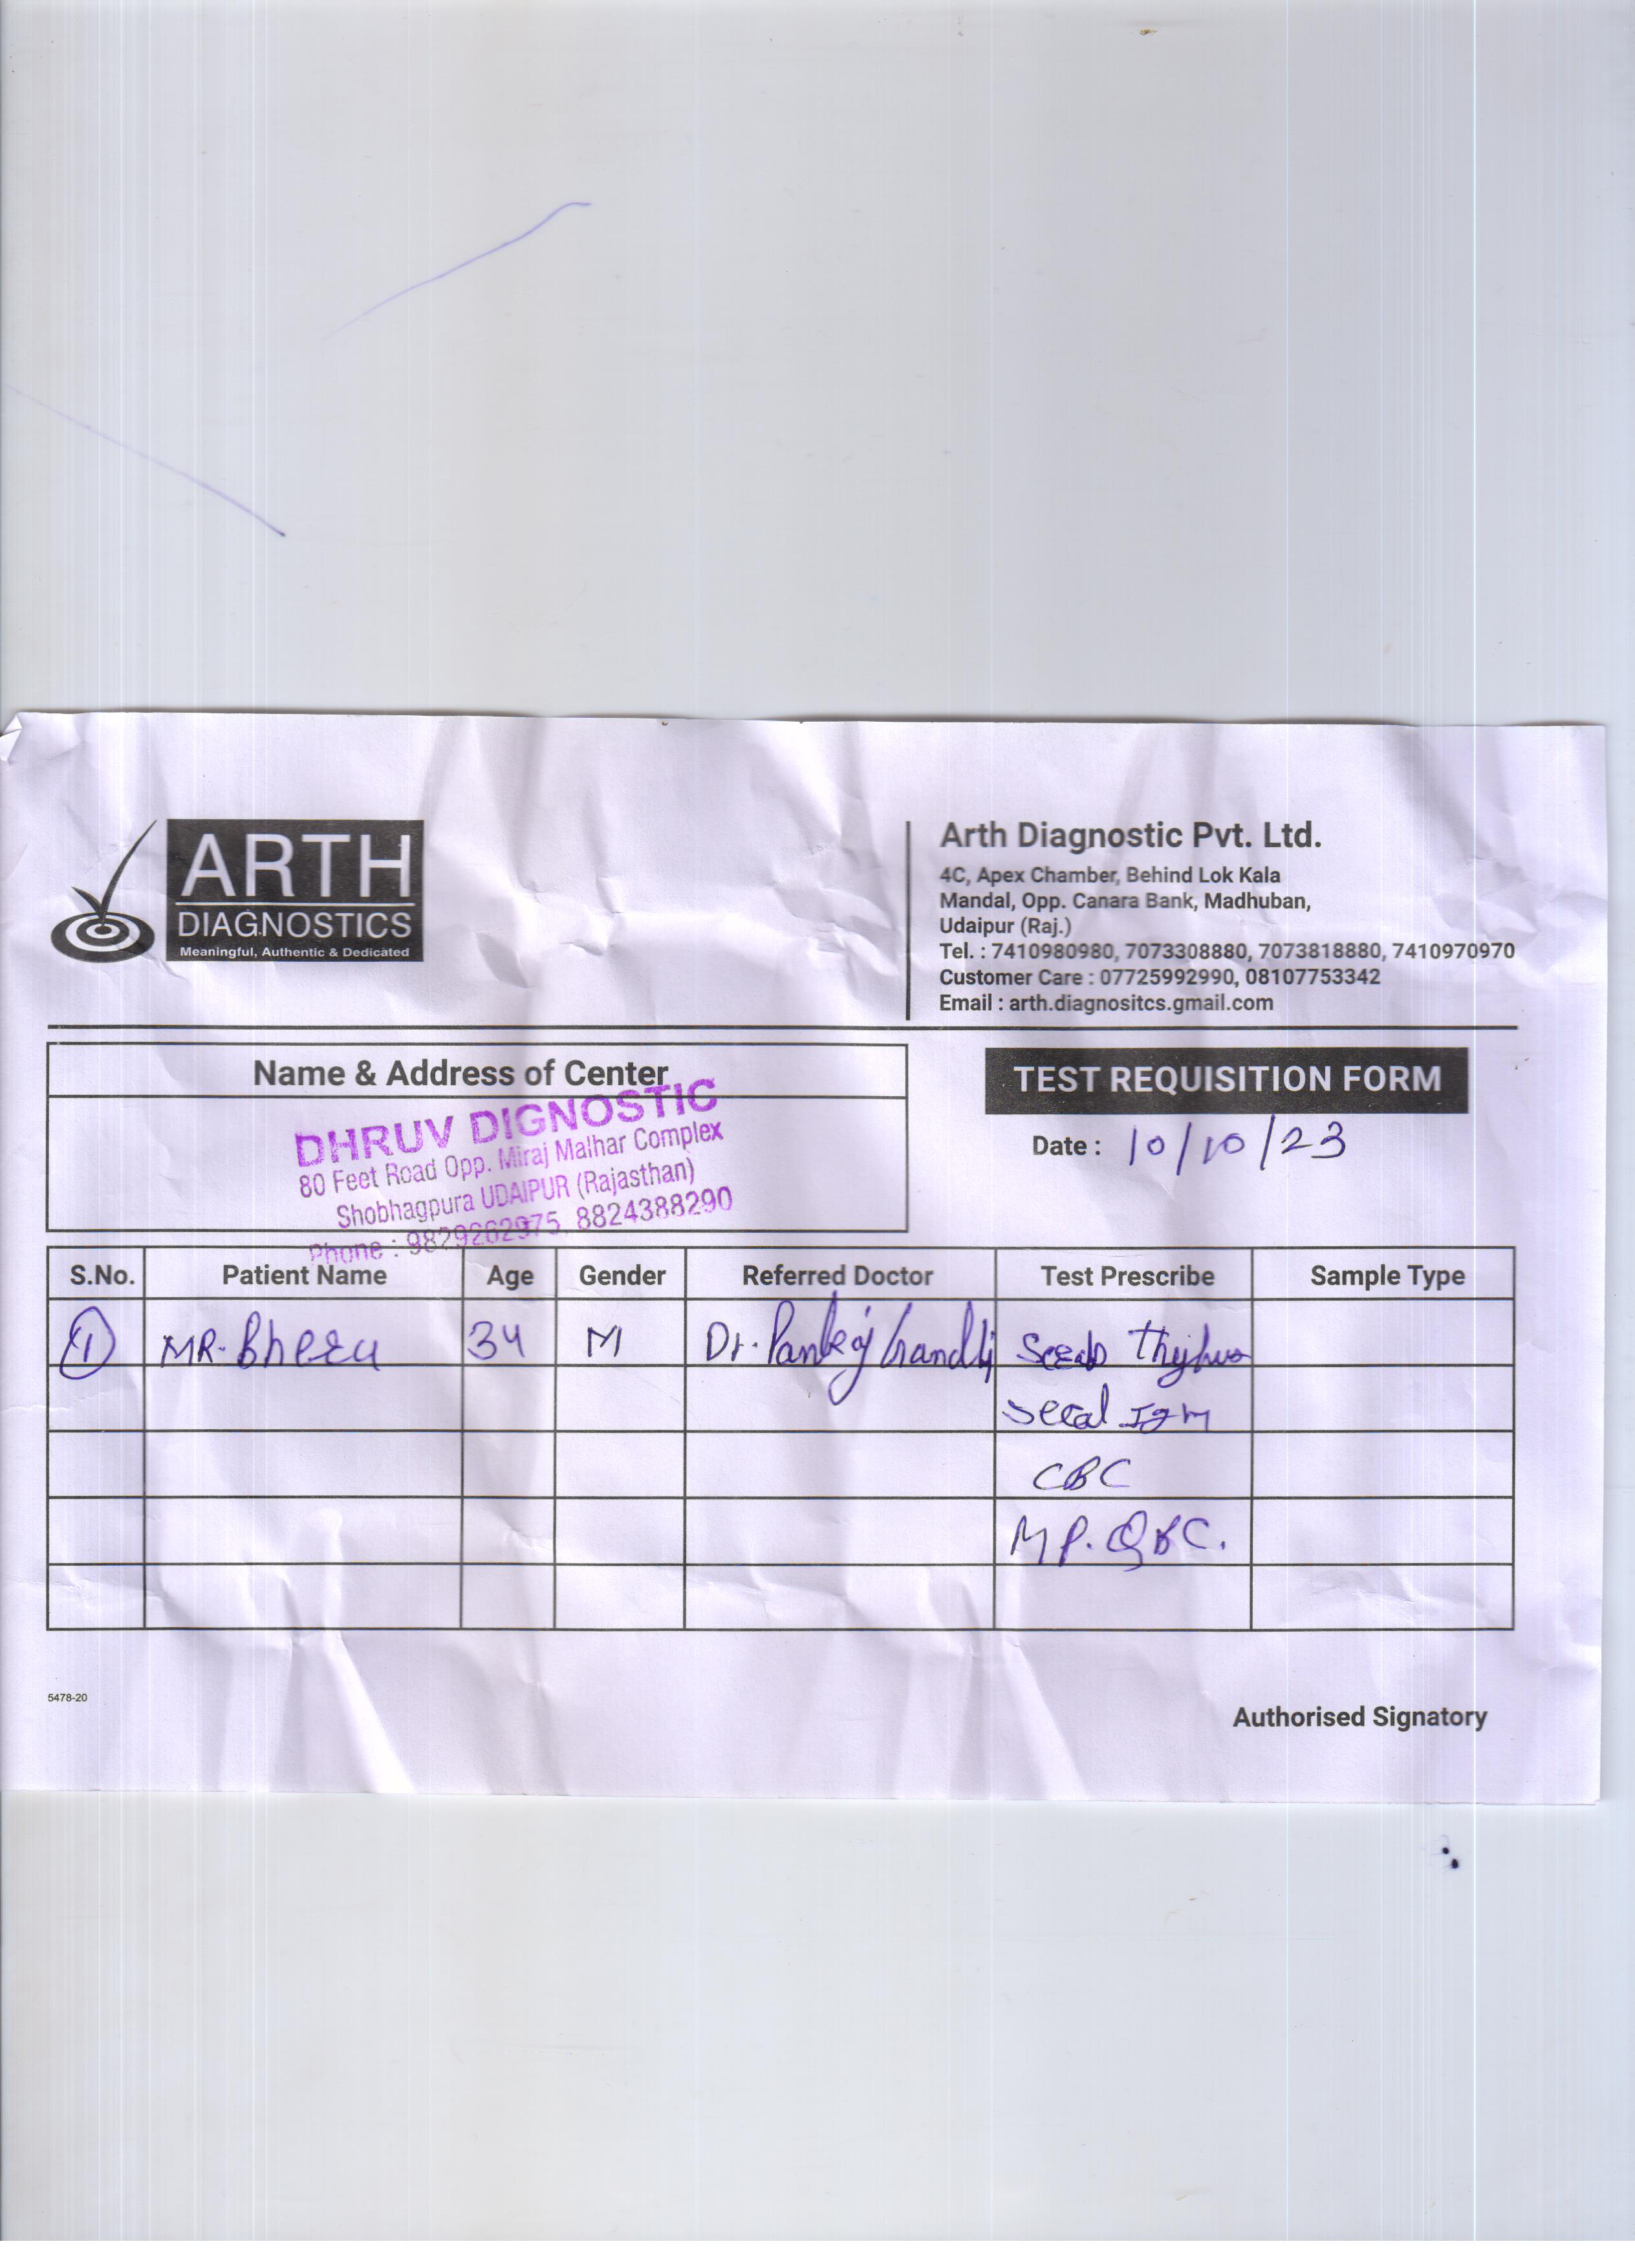 ARTH
DIAGNOSTICS
Meaningful, Authentic & Dedicated
Arth Diagnostic Pvt. Ltd.
4C, Apex Chamber, Behind Lok Kala
Mandal, Opp. Canara Bank, Madhuban,
Udaipur (Raj.)
Tel. : 7410980980, 7073308880, 7073818880, 7410970970
Customer Care : 07725992990, 08107753342
Email : arth.diagnositcs.gmail.com
Name & Address of Center
DHRUV DIGNOSTIC
80 Feet Road Opp. Miraj Malhar Complex
Shobhagpura UDAIPUR (Rajasthan)
Phone : 9829262975, 8824388290
TEST REQUISITION FORM
Date : 10/10/23
S.No. Patient Name Age Gender Referred Doctor Test Prescribe Sample Type
1 MR. Bheru 34 M Dr. Pankaj Gandhi
IgM
CBC
MP. QBC.
5478-20
Authorised Signatory